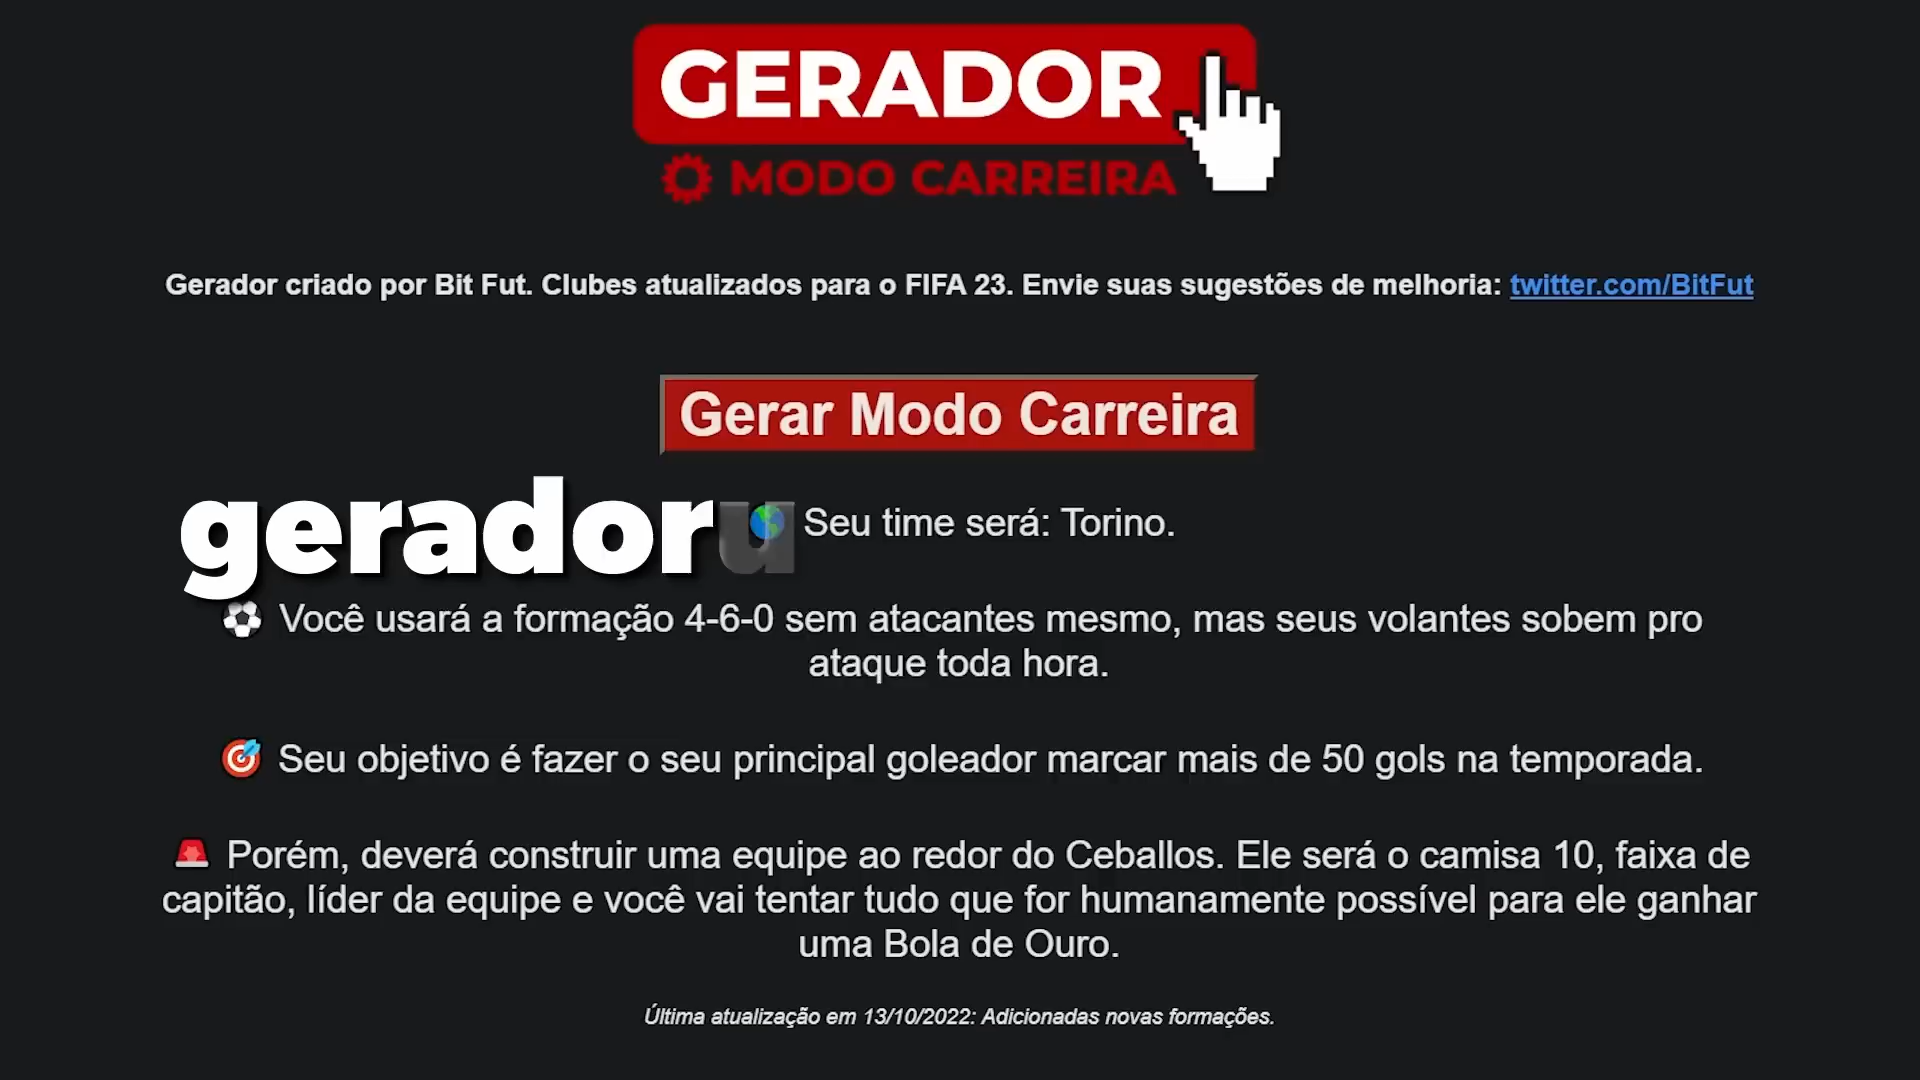 GERADOR
MODO CARREIRA
Gerador criado por Bit Fut. Clubes atualizados para o FIFA 23. Envie suas sugestões de melhoria: twitter.com/BitFut
Gerar Modo Carreira
geradoru
🌎 Seu time será: Torino.
⚽ Você usará a formação 4-6-0 sem atacantes mesmo, mas seus volantes sobem pro
ataque toda hora.
🎯 Seu objetivo é fazer o seu principal goleador marcar mais de 50 gols na temporada.
🚨 Porém, deverá construir uma equipe ao redor do Ceballos. Ele será o camisa 10, faixa de
capitão, líder da equipe e você vai tentar tudo que for humanamente possível para ele ganhar
uma Bola de Ouro.
Última atualização em 13/10/2022: Adicionadas novas formações.